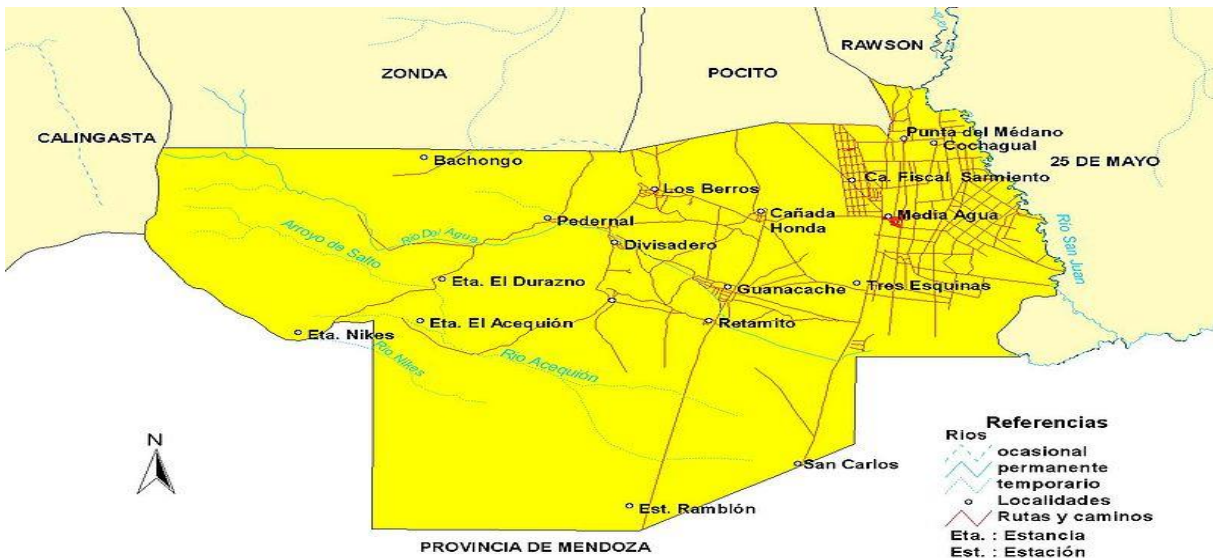 RAWSON
ZONDA
POCITO
CALINGASTA
Punta del Médano
Cochagual
25 DE MAYO
Bachongo
Ca. Fiscal Sarmiento
Los Berros
Cañada
Honda
Media Agua
Pedernal
Río Del Agua
Divisadero
Arroyo de Salto
Río San Juan
Eta. El Durazno
Guanacache
Tres Esquinas
Eta. El Acequión
Retamito
Eta. Nikes
Río Nikes
Río Acequión
N
San Carlos
Est. Ramblón
PROVINCIA DE MENDOZA
Referencias
Ríos
ocasional
permanente
temporario
Localidades
Rutas y caminos
Eta. : Estancia
Est. : Estación